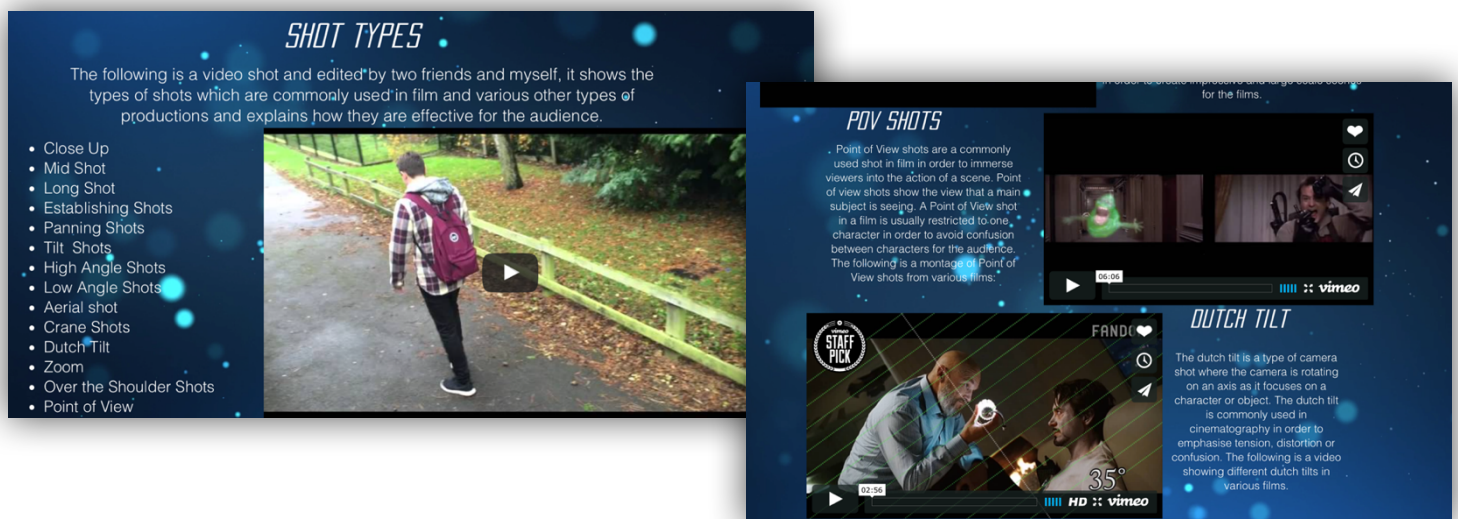 SHOT TYPES
The following is a video shot and edited by two friends and myself, it shows the
types of shots which are commonly used in film and various other types of
productions and explains how they are effective for the audience.
• Close Up
• Mid Shot
• Long Shot
• Establishing Shots
• Panning Shots
• Tilt Shots
• High Angle Shots
• Low Angle Shots
• Aerial shot
• Crane Shots
• Dutch Tilt
• Zoom
• Over the Shoulder Shots
• Point of View
for the films.
POV SHOTS
Point of View shots are a commonly
used shot in film in order to immerse
viewers into the action of a scene. Point
of view shots show the view that a main
subject is seeing. A Point of View shot
in a film is usually restricted to one
character in order to avoid confusion
between characters for the audience.
The following is a montage of Point of
View shots from various films:
06:06
vimeo
vimeo
STAFF
PICK
FANDO
35°
02:56
HD vimeo
DUTCH TILT
The dutch tilt is a type of camera
shot where the camera is rotating
on an axis as it focuses on a
character or object. The dutch tilt
is commonly used in
cinematography in order to
emphasise tension, distortion or
confusion. The following is a video
showing different dutch tilts in
various films.